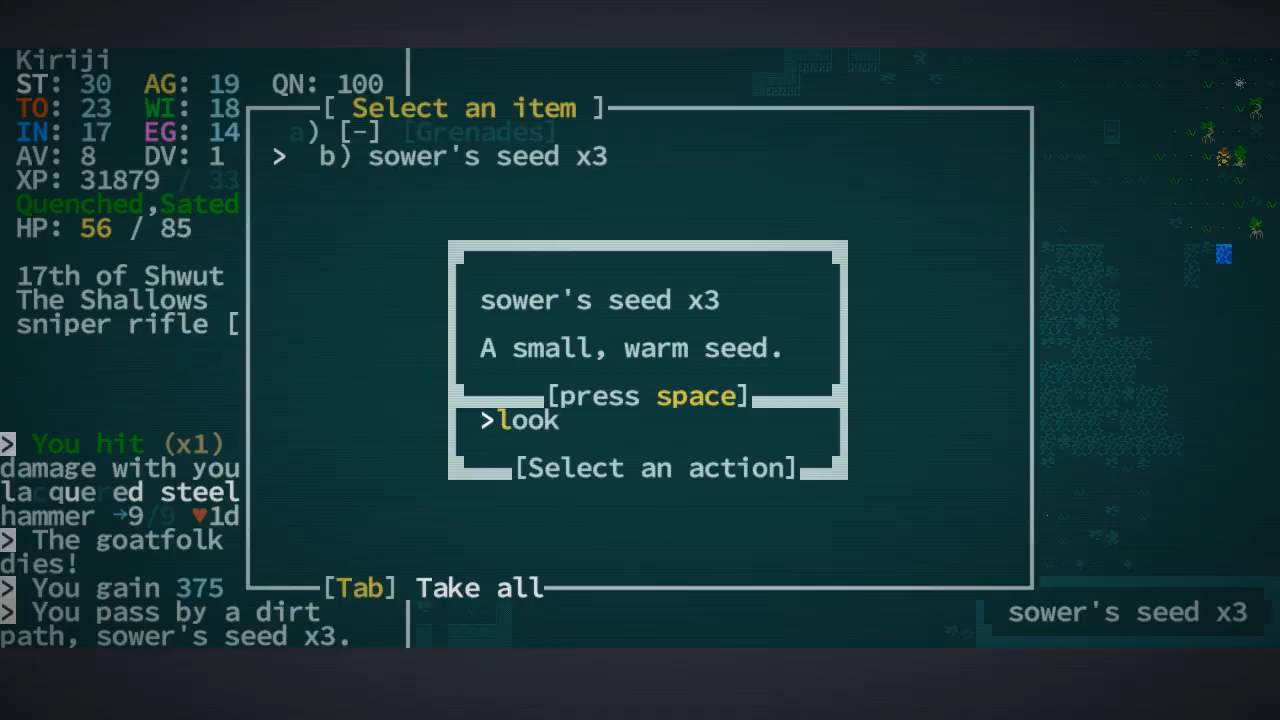 Kiriji
ST: 30 AG: 19 QN: 100
TO: 23 WI: 18
IN: 17 EG: 14
AV: 8 DV: 1
XP: 31879 / 33
Quenched, Sated
HP: 56 / 85
17th of Shwut
The Shallows
sniper rifle [
> You hit (x1)
damage with you
lacquered steel
hammer →9/9 ♥1d
> The goatfolk
dies!
> You gain 375
> You pass by a dirt
path, sower's seed x3.
[ Select an item ]
a) [-] [Grenades]
> b) sower's seed x3
sower's seed x3
A small, warm seed.
[press space]
>look
[Select an action]
[Tab] Take all
sower's seed x3